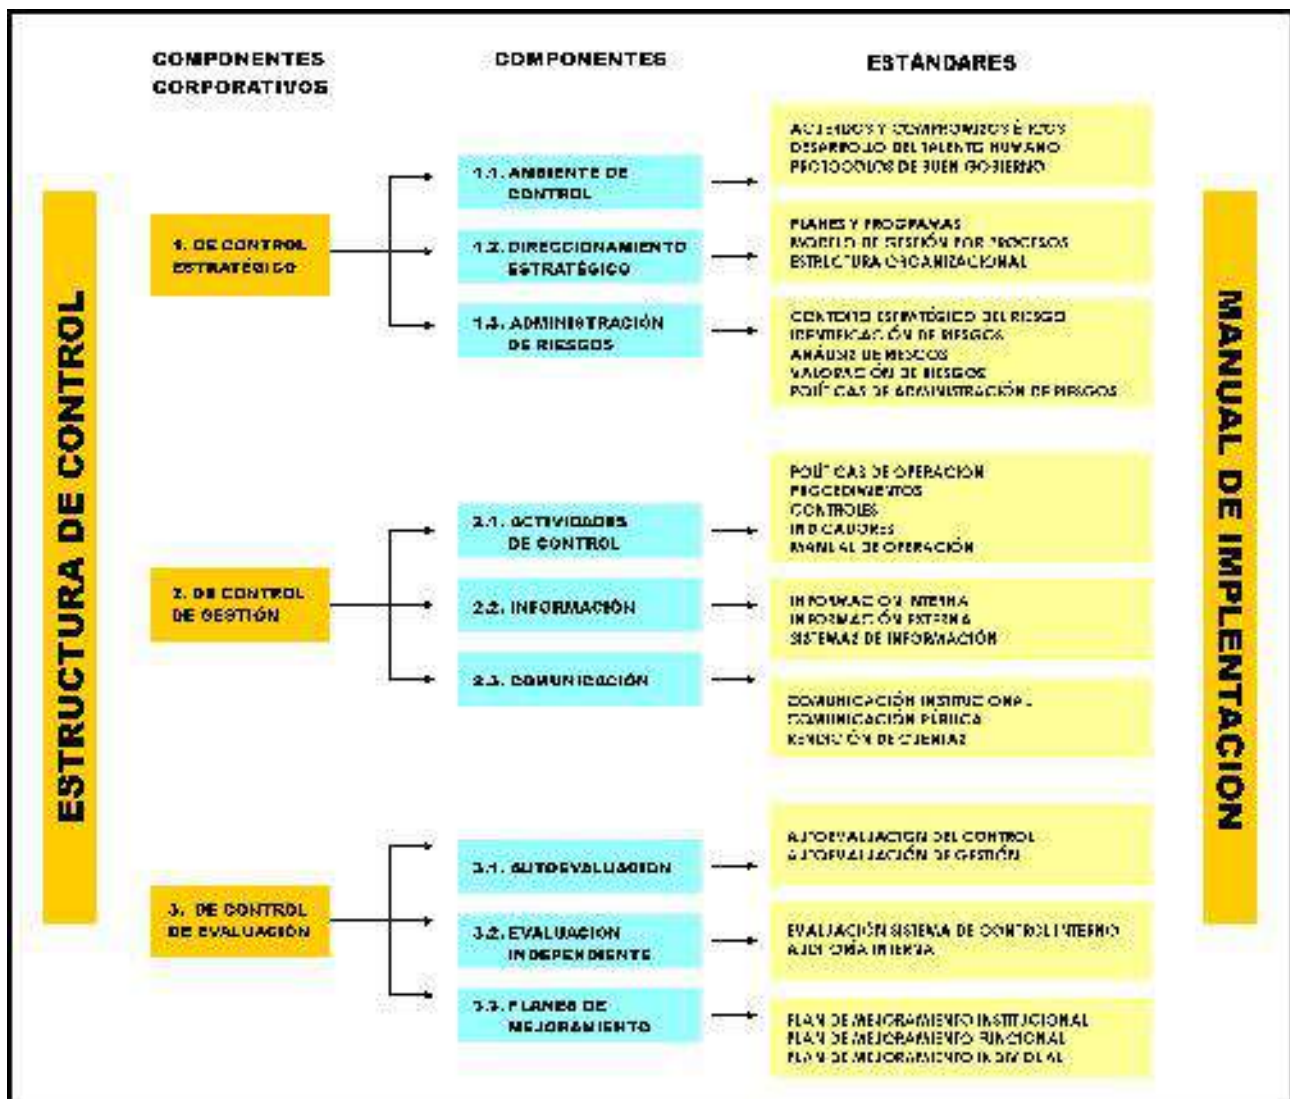 COMPONENTES
CORPORATIVOS
COMPONENTES
ESTÁNDARES
ESTRUCTURA DE CONTROL
1. DE CONTROL
ESTRATÉGICO
1.1. AMBIENTE DE
CONTROL
ACUERDOS Y COMPROMISOS ÉTICOS
DESARROLLO DEL TALENTO HUMANO
PROTOCOLOS DE BUEN GOBIERNO
1.2. DIRECCIONAMIENTO
ESTRATÉGICO
PLANES Y PROGRAMAS
MODELO DE GESTIÓN POR PROCESOS
ESTRUCTURA ORGANIZACIONAL
1.3. ADMINISTRACIÓN
DE RIESGOS
CONTEXTO ESTRATÉGICO DEL RIESGO
IDENTIFICACIÓN DE RIESGOS
ANÁLISIS DE RIESGOS
VALORACIÓN DE RIESGOS
POLÍTICAS DE ADMINISTRACIÓN DE RIESGOS
2. DE CONTROL
DE GESTIÓN
2.1. ACTIVIDADES
DE CONTROL
POLÍTICAS DE OPERACIÓN
PROCEDIMIENTOS
CONTROLES
INDICADORES
MANUAL DE OPERACIÓN
2.2. INFORMACIÓN
INFORMACIÓN INTERNA
INFORMACIÓN EXTERNA
SISTEMAS DE INFORMACIÓN
2.3. COMUNICACIÓN
COMUNICACIÓN INSTITUCIONAL
COMUNICACIÓN PÚBLICA
RENDICIÓN DE CUENTAS
3. DE CONTROL
DE EVALUACIÓN
3.1. AUTOEVALUACION
AUTOEVALUACION DEL CONTROL
AUTOEVALUACIÓN DE GESTIÓN
3.2. EVALUACION
INDEPENDIENTE
EVALUACIÓN SISTEMA DE CONTROL INTERNO
AUDITORÍA INTERNA
3.3. PLANES DE
MEJORAMIENTO
PLAN DE MEJORAMIENTO INSTITUCIONAL
PLAN DE MEJORAMIENTO FUNCIONAL
PLAN DE MEJORAMIENTO INDIVIDUAL
MANUAL DE IMPLENTACION